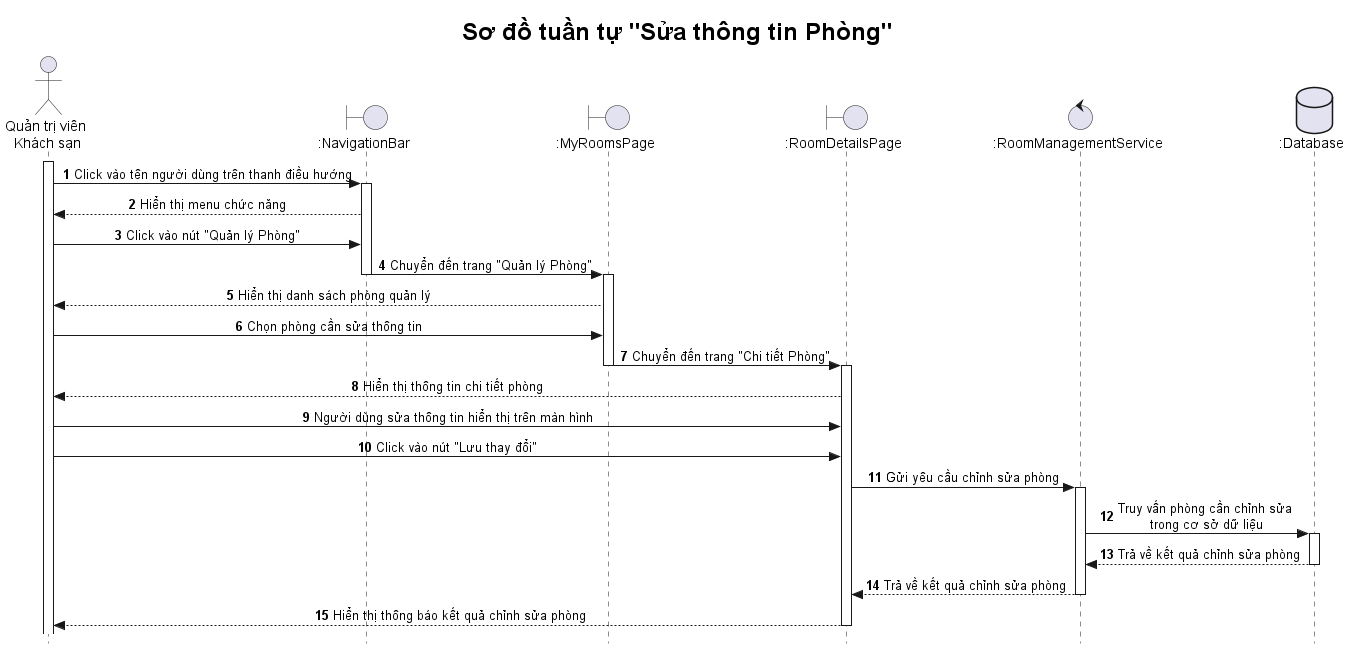 Sơ đồ tuần tự "Sửa thông tin Phòng"
Quản trị viên
Khách sạn
:NavigationBar
:MyRoomsPage
:RoomDetailsPage
:RoomManagementService
:Database
1 Click vào tên người dùng trên thanh điều hướng
2 Hiển thị menu chức năng
3 Click vào nút "Quản lý Phòng"
4 Chuyển đến trang "Quản lý Phòng"
5 Hiển thị danh sách phòng quản lý
6 Chọn phòng cần sửa thông tin
7 Chuyển đến trang "Chi tiết Phòng"
8 Hiển thị thông tin chi tiết phòng
9 Người dùng sửa thông tin hiển thị trên màn hình
10 Click vào nút "Lưu thay đổi"
11 Gửi yêu cầu chỉnh sửa phòng
12 Truy vấn phòng cần chỉnh sửa
trong cơ sở dữ liệu
13 Trả về kết quả chỉnh sửa phòng
14 Trả về kết quả chỉnh sửa phòng
15 Hiển thị thông báo kết quả chỉnh sửa phòng